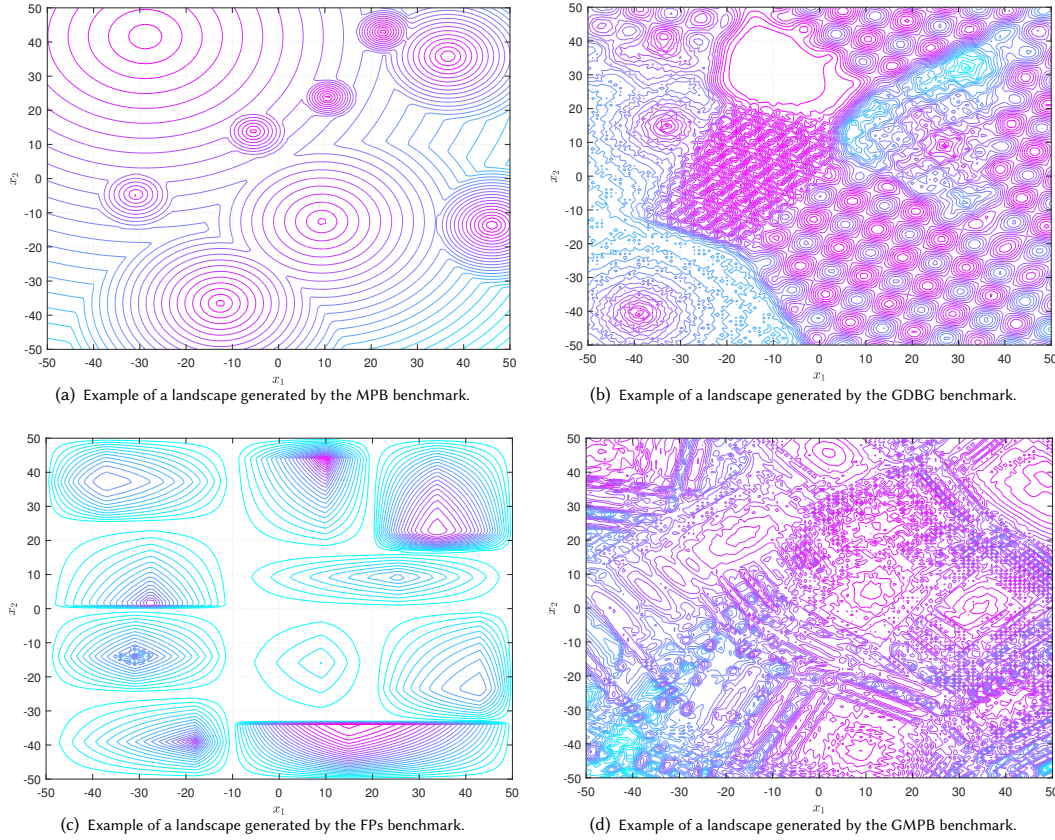 50
40
30
20
10
0
-10
-20
-30
-40
-50
x2
-50 -40 -30 -20 -10 0 10 20 30 40 50
x1
(a) Example of a landscape generated by the MPB benchmark.
50
40
30
20
10
0
-10
-20
-30
-40
-50
x2
-50 -40 -30 -20 -10 0 10 20 30 40 50
x1
(b) Example of a landscape generated by the GDBG benchmark.
50
40
30
20
10
0
-10
-20
-30
-40
-50
x2
-50 -40 -30 -20 -10 0 10 20 30 40 50
x1
(c) Example of a landscape generated by the FPs benchmark.
50
40
30
20
10
0
-10
-20
-30
-40
-50
x2
-50 -40 -30 -20 -10 0 10 20 30 40 50
x1
(d) Example of a landscape generated by the GMPB benchmark.